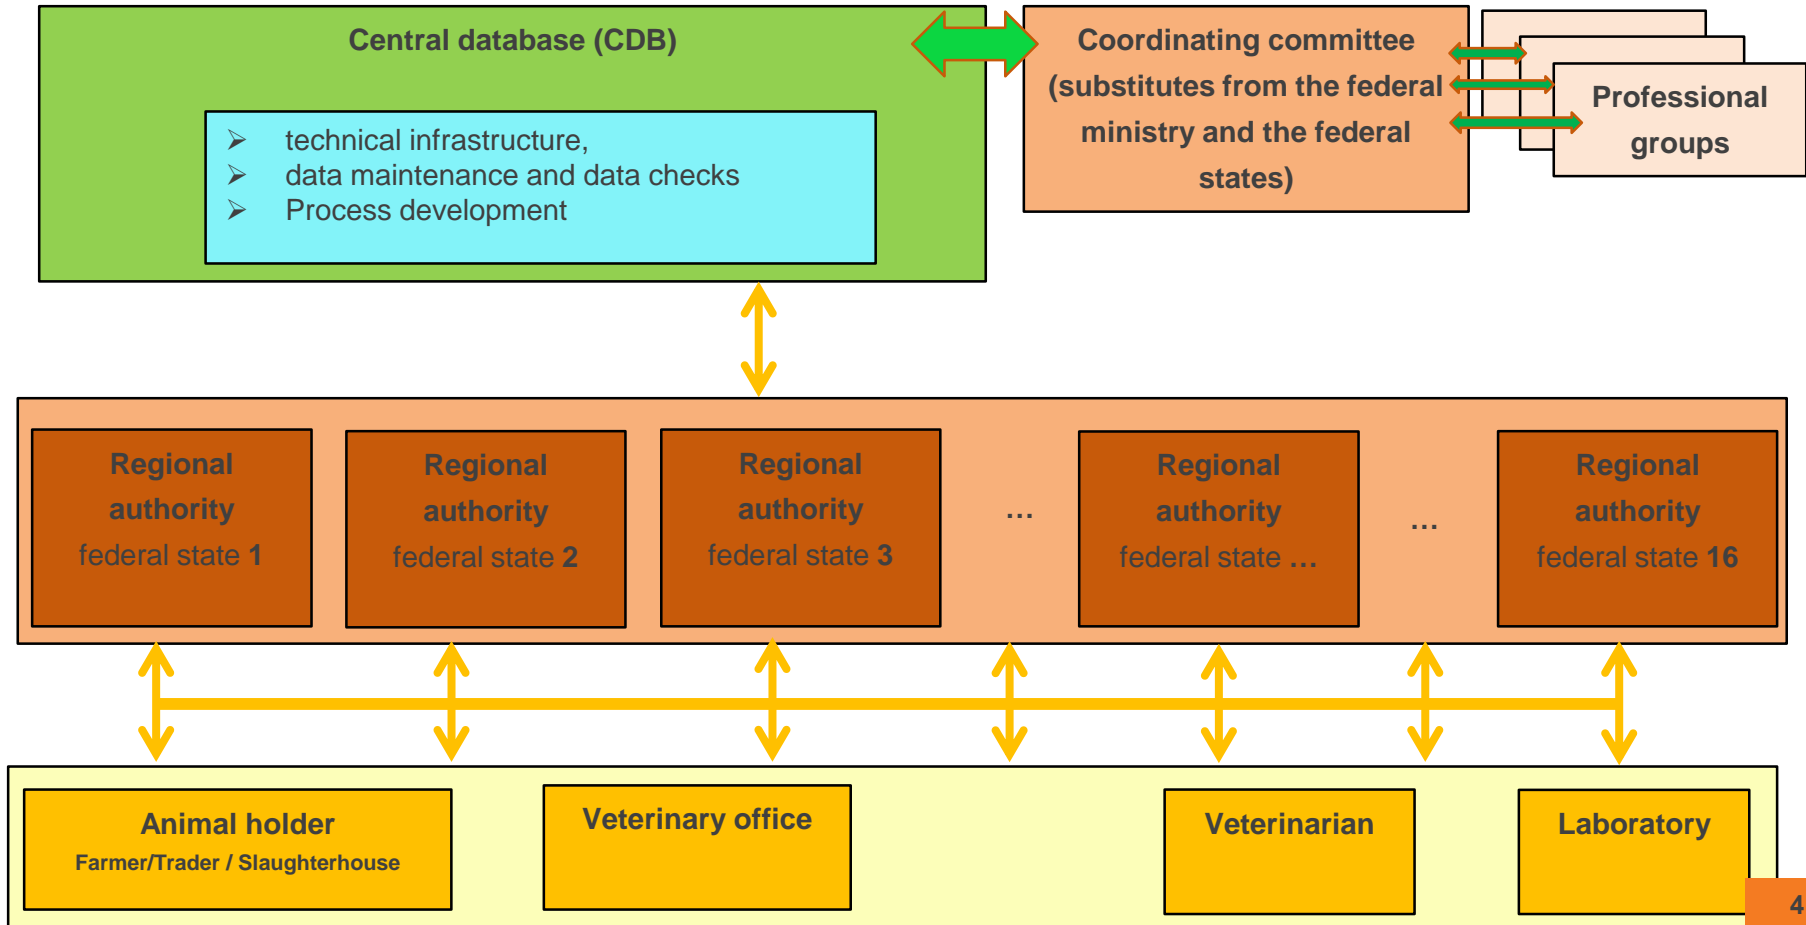 Central database (CDB)
➢ technical infrastructure,
➢ data maintenance and data checks
➢ Process development
Coordinating committee
(substitutes from the federal
ministry and the federal
states)
Professional
groups
Regional
authority
federal state 1
Regional
authority
federal state 2
Regional
authority
federal state 3
...
Regional
authority
federal state ...
...
Regional
authority
federal state 16
Animal holder
Farmer/Trader / Slaughterhouse
Veterinary office
Veterinarian
Laboratory
4